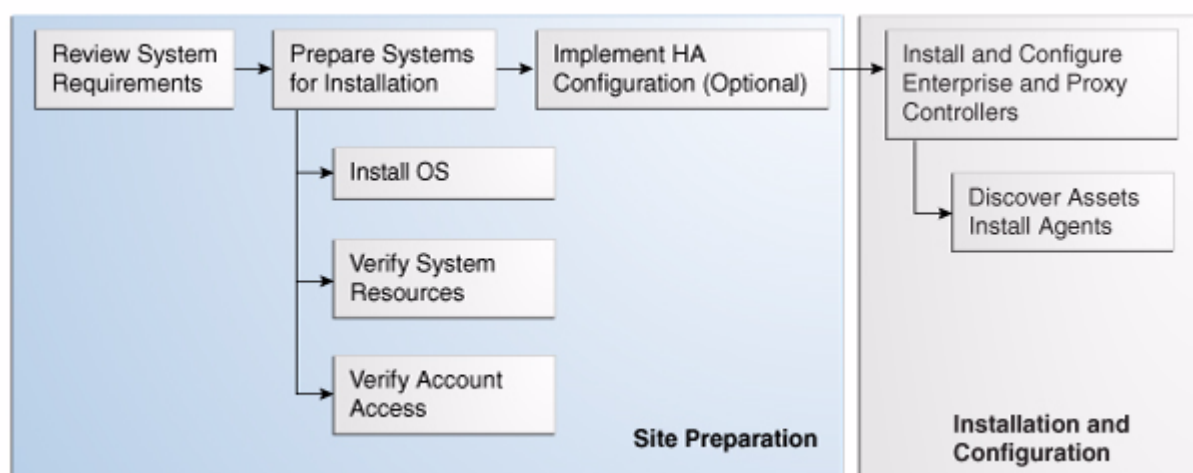 Review System
Requirements
Prepare Systems
for Installation
Implement HA
Configuration (Optional)
Install and Configure
Enterprise and Proxy
Controllers
Install OS
Discover Assets
Install Agents
Verify System
Resources
Verify Account
Access
Site Preparation
Installation and
Configuration